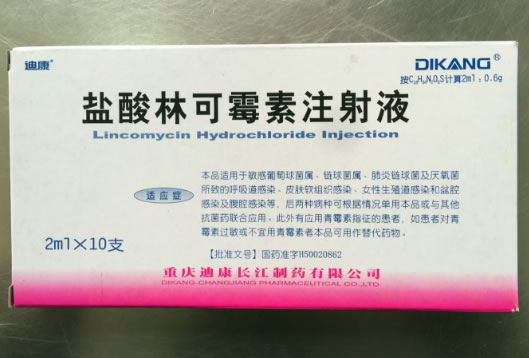 迪康®
DIKANG®
按C18H34N2O6S计算2ml：0.6g
盐酸林可霉素注射液
Lincomycin Hydrochloride Injection
适应症
本品适用于敏感葡萄球菌属、链球菌属、肺炎链球菌及厌氧菌
所致的呼吸道感染、皮肤软组织感染、女性生殖道感染和盆腔
感染及腹腔感染等，后两种病种可根据情况单用本品或与其他
抗菌药联合应用。此外有应用青霉素指征的患者，如患者对青
霉素过敏或不宜用青霉素者本品可用作替代药物。
2ml×10支
【批准文号】国药准字H50020862
重庆迪康长江制药有限公司
DIKANG-CHANGJIANG PHARMACEUTICAL CO.,LTD.